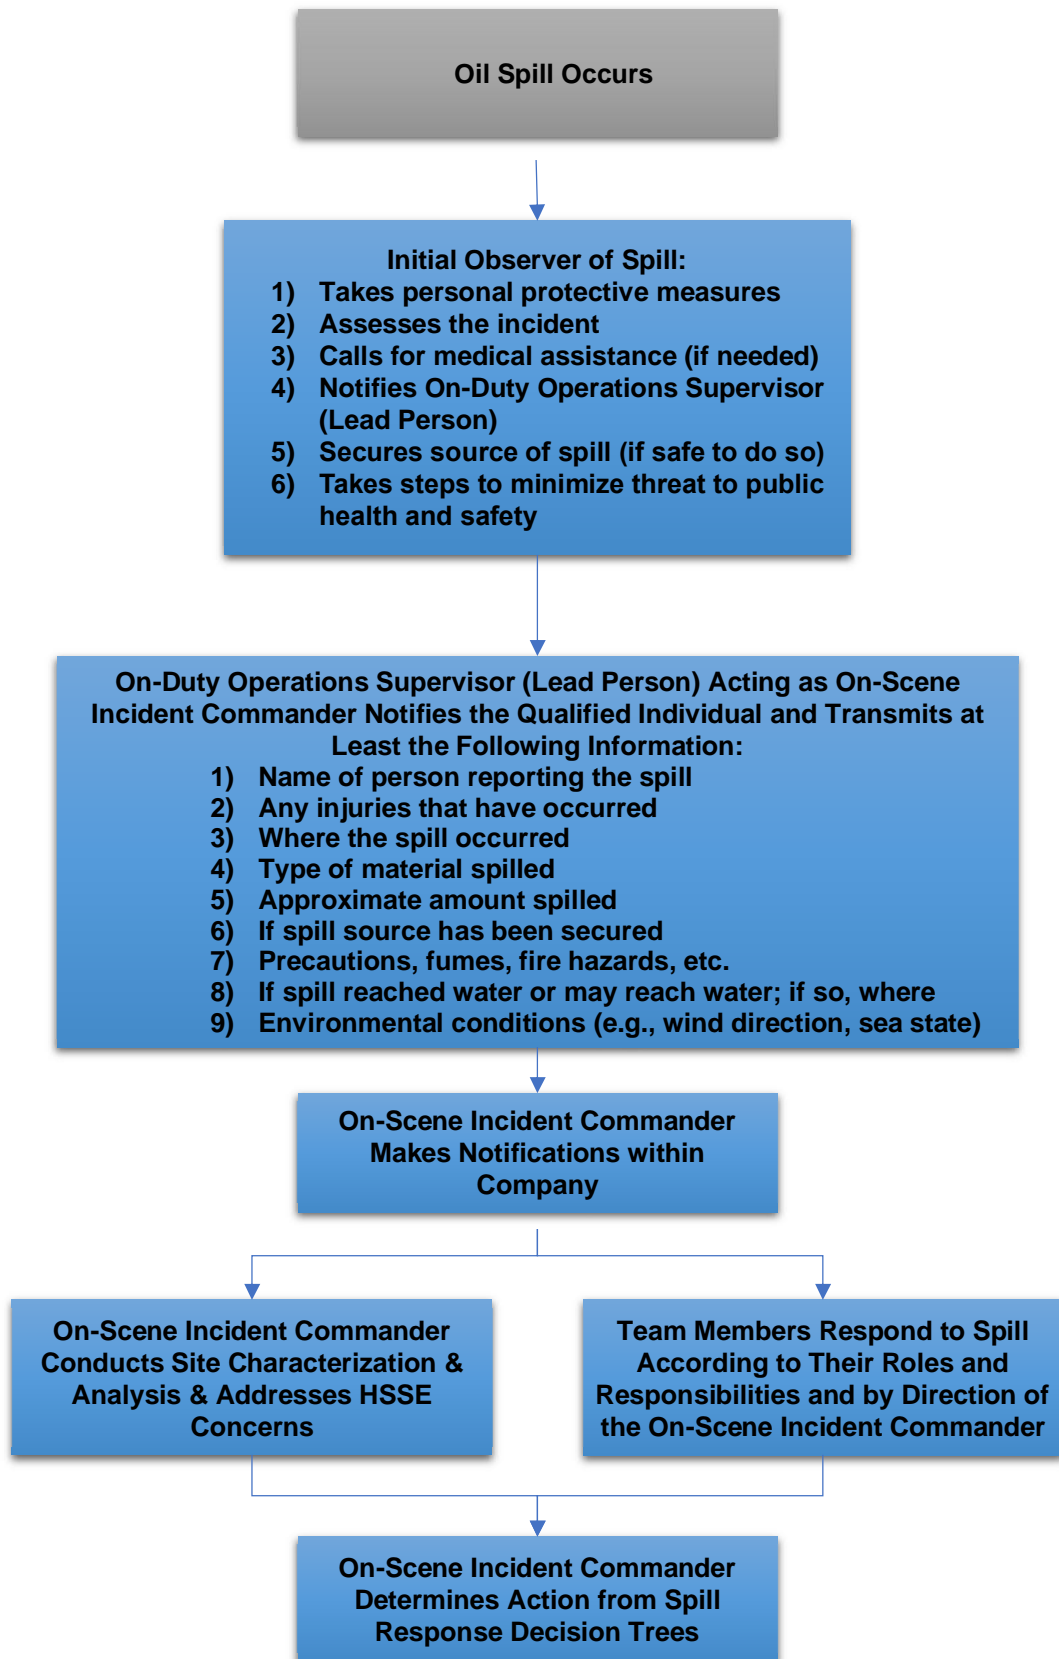 Oil Spill Occurs
Initial Observer of Spill:
1) Takes personal protective measures
2) Assesses the incident
3) Calls for medical assistance (if needed)
4) Notifies On-Duty Operations Supervisor
(Lead Person)
5) Secures source of spill (if safe to do so)
6) Takes steps to minimize threat to public
health and safety
On-Duty Operations Supervisor (Lead Person) Acting as On-Scene
Incident Commander Notifies the Qualified Individual and Transmits at
Least the Following Information:
1) Name of person reporting the spill
2) Any injuries that have occurred
3) Where the spill occurred
4) Type of material spilled
5) Approximate amount spilled
6) If spill source has been secured
7) Precautions, fumes, fire hazards, etc.
8) If spill reached water or may reach water; if so, where
9) Environmental conditions (e.g., wind direction, sea state)
On-Scene Incident Commander
Makes Notifications within
Company
On-Scene Incident Commander
Conducts Site Characterization &
Analysis & Addresses HSSE
Concerns
Team Members Respond to Spill
According to Their Roles and
Responsibilities and by Direction of
the On-Scene Incident Commander
On-Scene Incident Commander
Determines Action from Spill
Response Decision Trees